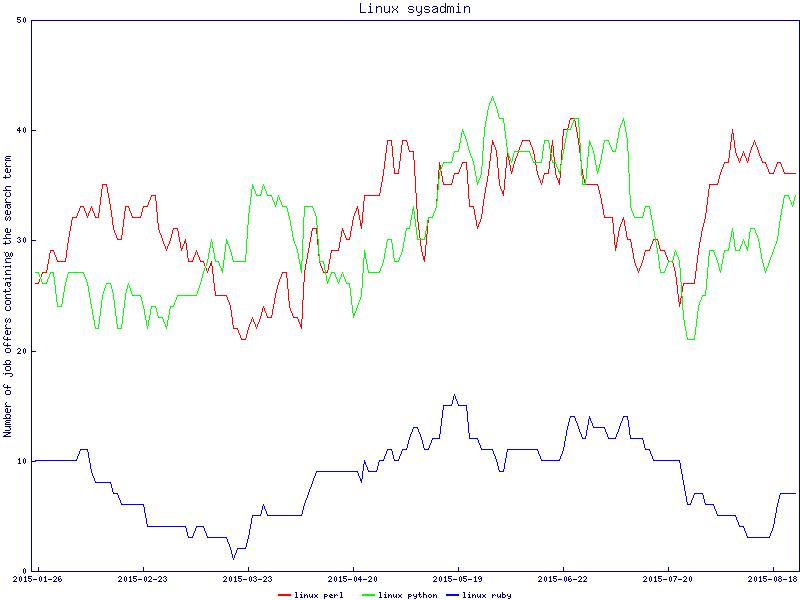 Linux sysadmin
50
40
30
20
10
0
Number of job offers containing the search term
2015-01-26 2015-02-23 2015-03-23 2015-04-20 2015-05-19 2015-06-22 2015-07-20 2015-08-18
linux perl linux python linux ruby